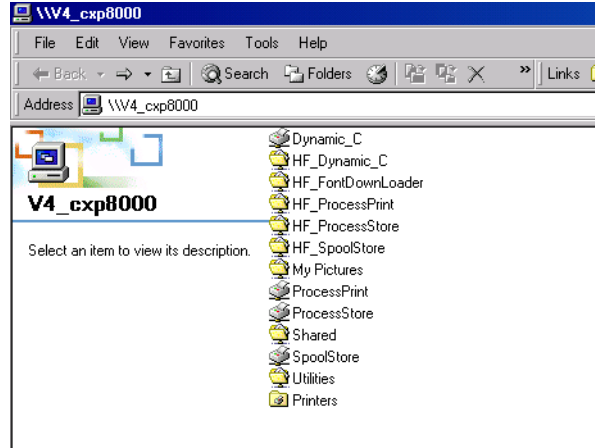 \\V4_cxp8000
File Edit View Favorites Tools Help
Back Search Folders » Links
Address \\V4_cxp8000
V4_cxp8000
Select an item to view its description.
Dynamic_C
HF_Dynamic_C
HF_FontDownLoader
HF_ProcessPrint
HF_ProcessStore
HF_SpoolStore
My Pictures
ProcessPrint
ProcessStore
Shared
SpoolStore
Utilities
Printers